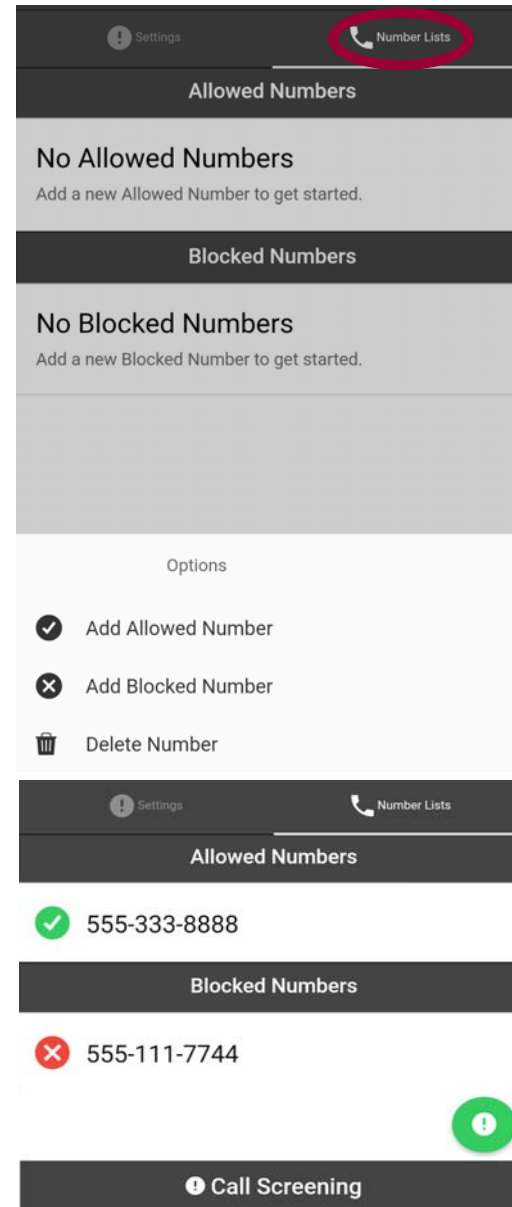 Settings Number Lists
Allowed Numbers
No Allowed Numbers
Add a new Allowed Number to get started.
Blocked Numbers
No Blocked Numbers
Add a new Blocked Number to get started.
Options
Add Allowed Number
Add Blocked Number
Delete Number
Settings Number Lists
Allowed Numbers
555-333-8888
Blocked Numbers
555-111-7744
Call Screening